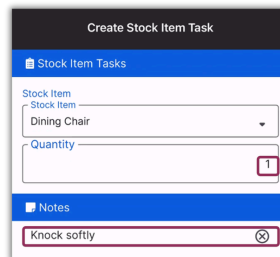 Create Stock Item Task
Stock Item Tasks
Stock Item
Stock Item
Dining Chair
Quantity
1
Notes
Knock softly